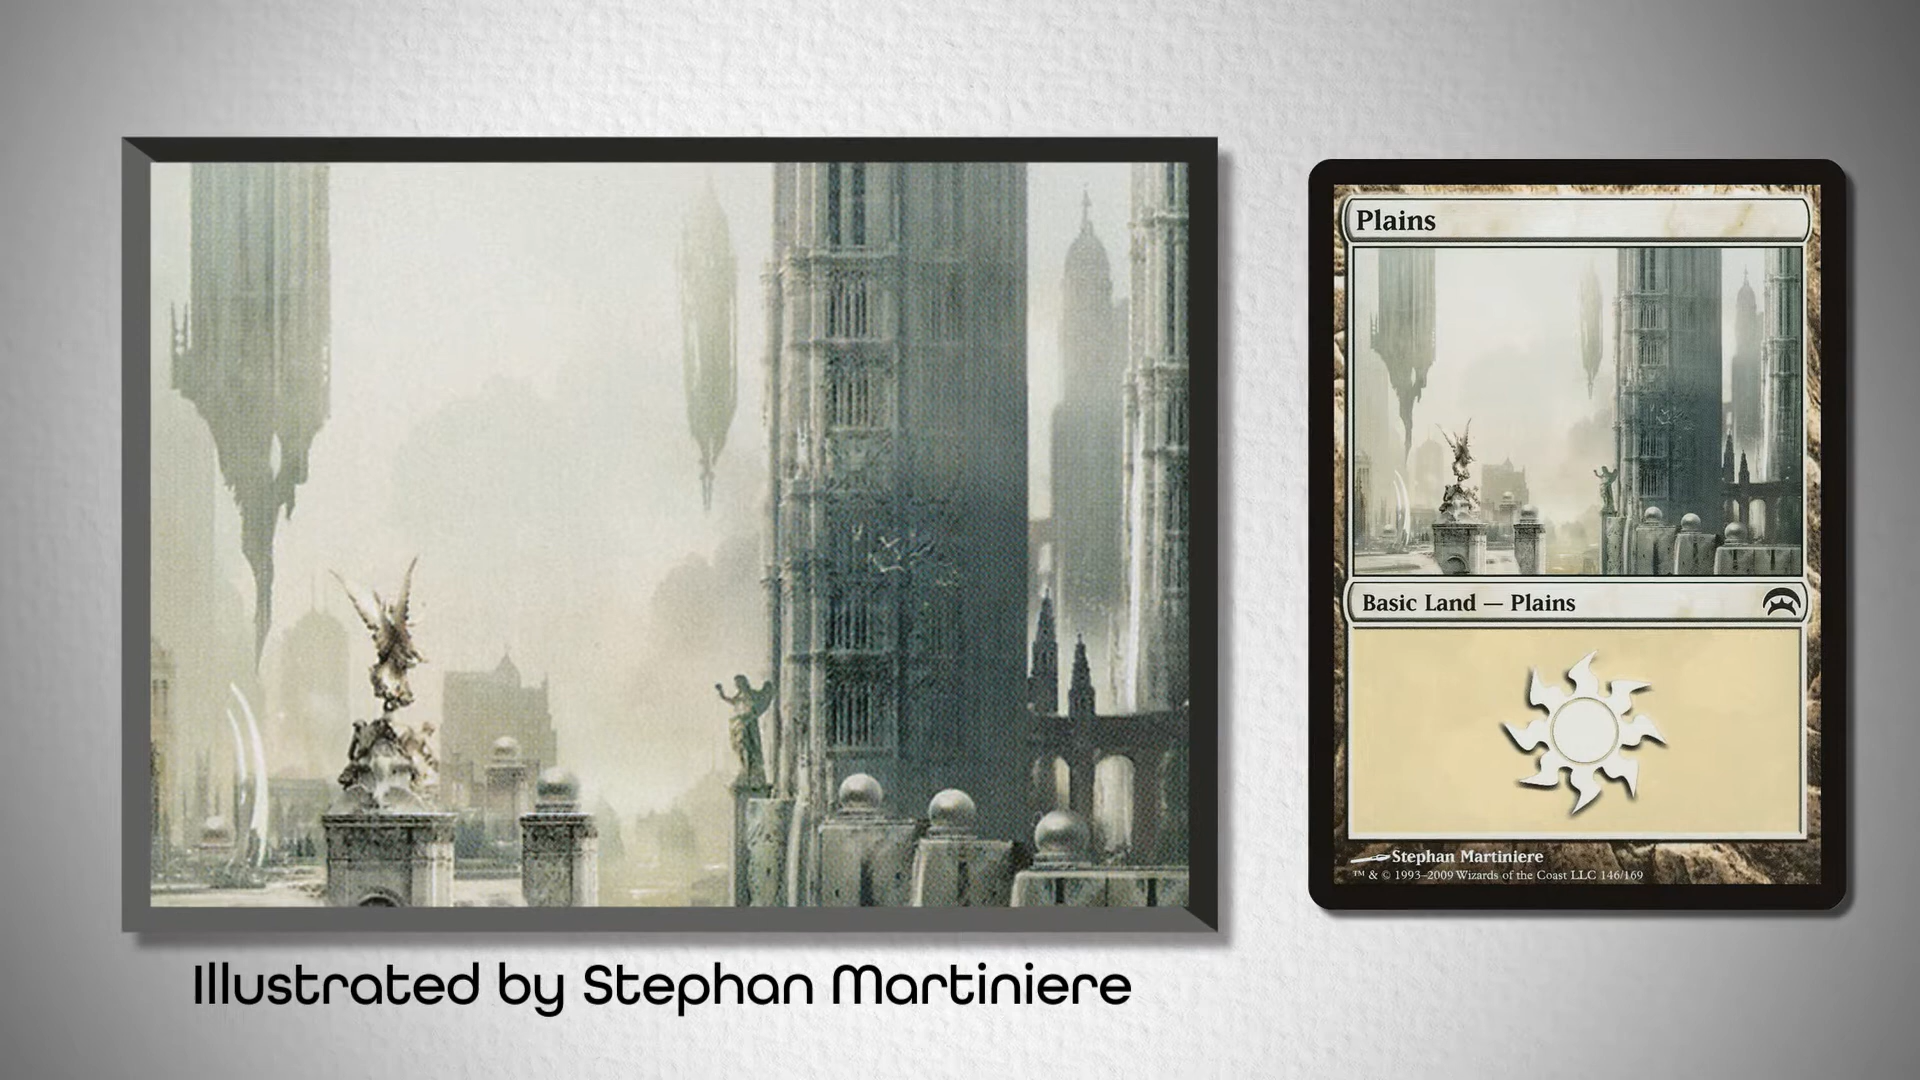 Plains
Basic Land — Plains
Stephan Martiniere
™ & © 1993–2009 Wizards of the Coast LLC 146/169
Illustrated by Stephan Martiniere